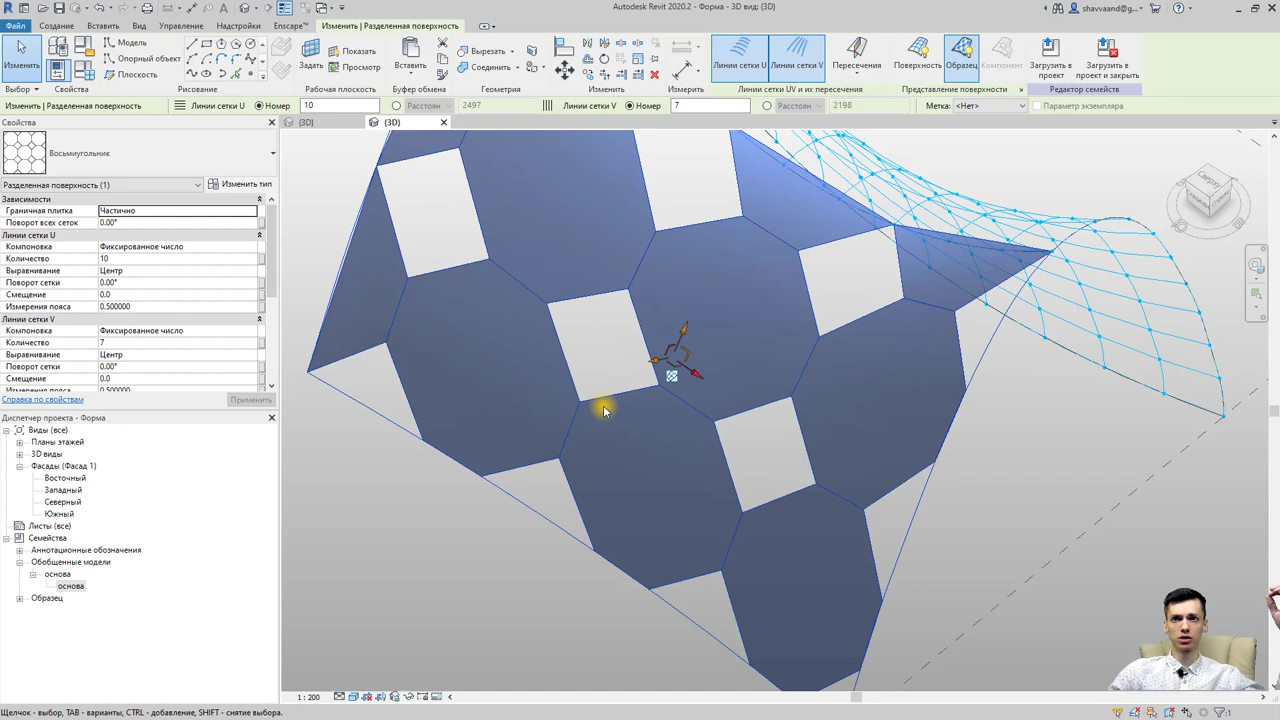 Autodesk Revit 2020.2 - Форма - 3D вид: {3D}
shavvaand@g...
Файл Создание Вставить Вид Управление Надстройки Enscape™ Изменить | Разделенная поверхность
Модель
Опорный объект
Плоскость
Показать
Просмотр
Вырезать
Соединить
Изменить
Задать
Вставить
Линии сетки U
Линии сетки V
Пересечения
Поверхность
Образец
Компонент
Загрузить в проект
Загрузить в проект и закрыть
Выбор Свойства Рисование Рабочая плоскость Геометрия Изменить Измерить Линии сетки UV и их пересечения Представление поверхности Редактор семейств
Изменить | Разделенная поверхность Линии сетки U Номер 10 Расстоян 2497 Линии сетки V Номер 7 Расстоян 2198 Метка: <Нет> Параметр экземпляра
Свойства
{3D} {3D}
Восьмиугольник
Разделенная поверхность (1) Изменить тип
Зависимости
Граничная плитка Частично
Поворот всех сеток 0.00°
Линии сетки U
Компоновка Фиксированное число
Количество 10
Выравнивание Центр
Поворот сетки 0.00°
Смещение 0.0
Измерения пояса 0.500000
Линии сетки V
Компоновка Фиксированное число
Количество 7
Выравнивание Центр
Поворот сетки 0.00°
Смещение 0.0
Измерения пояса 0.500000
Справка по свойствам Применить
Диспетчер проекта - Форма
Виды (все)
Планы этажей
3D виды
Фасады (Фасад 1)
Восточный
Западный
Северный
Южный
Листы (все)
Семейства
Аннотационные обозначения
Обобщенные модели
основа
основа
Образец
1 : 200
Щелчок - выбор, TAB - варианты, CTRL - добавление, SHIFT - снятие выбора.
:1